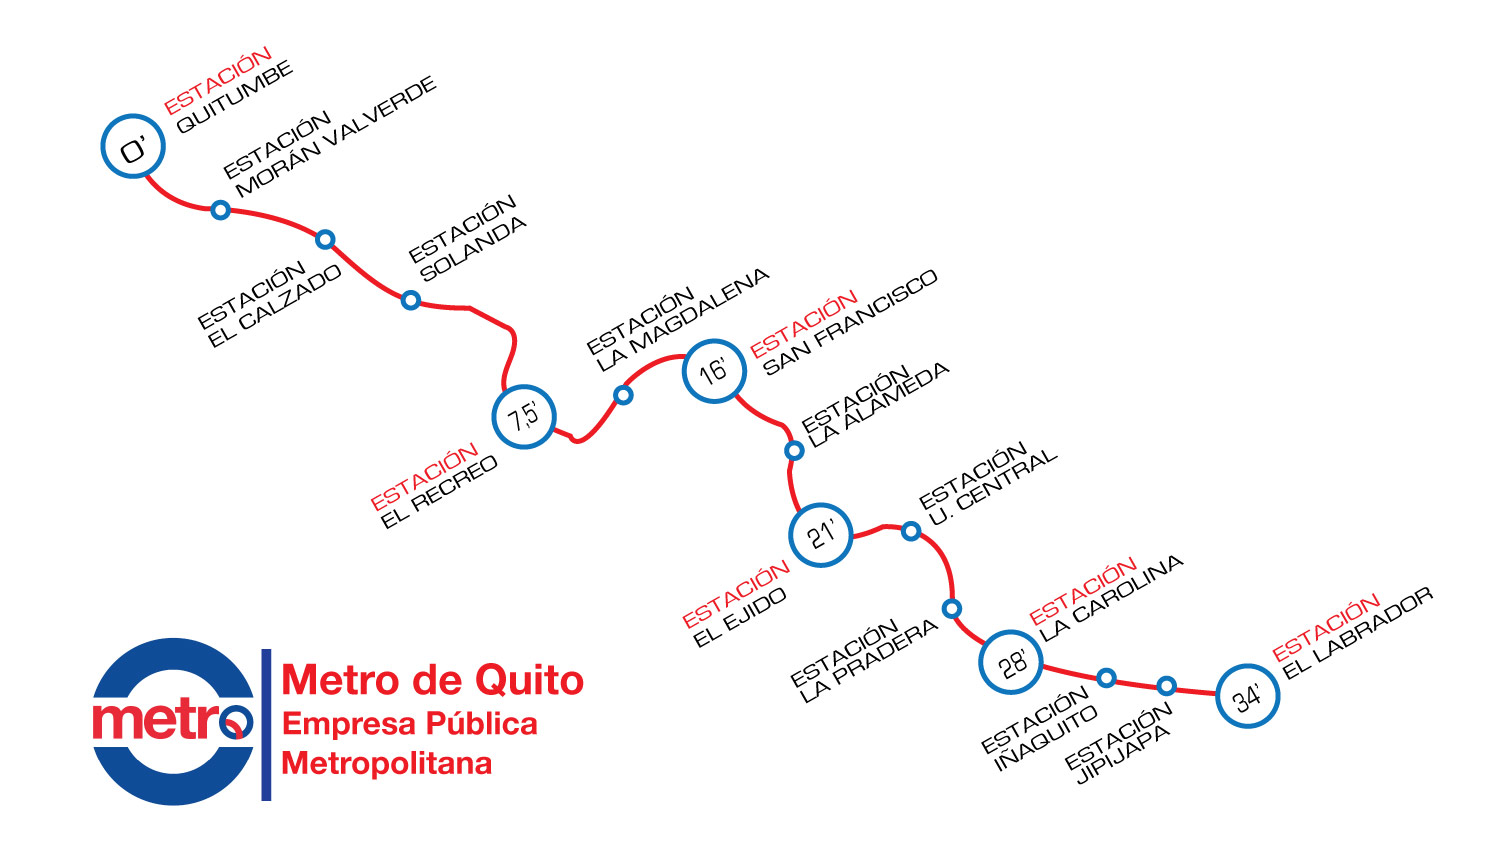 ESTACIÓN
QUITUMBE
0’
ESTACIÓN
MORÁN VALVERDE
ESTACIÓN
EL CALZADO
ESTACIÓN
SOLANDA
7,5’
ESTACIÓN
EL RECREO
ESTACIÓN
LA MAGDALENA
16’
ESTACIÓN
SAN FRANCISCO
ESTACIÓN
LA ALAMEDA
21’
ESTACIÓN
EL EJIDO
ESTACIÓN
U. CENTRAL
ESTACIÓN
LA PRADERA
28’
ESTACIÓN
LA CAROLINA
ESTACIÓN
IÑAQUITO
ESTACIÓN
JIPIJAPA
34’
ESTACIÓN
EL LABRADOR
metro
Metro de Quito
Empresa Pública
Metropolitana